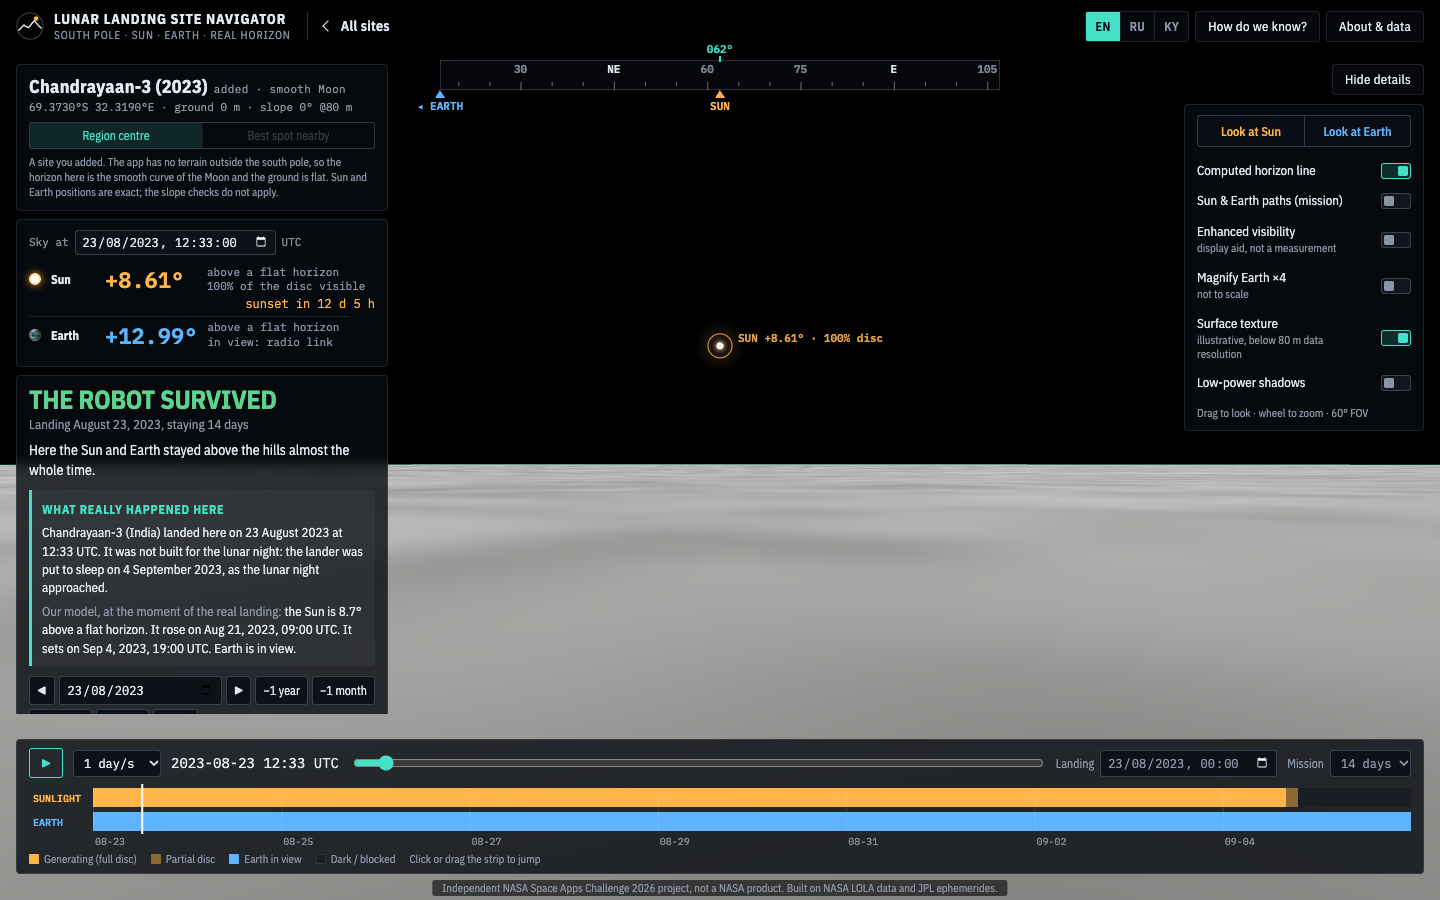 LUNAR LANDING SITE NAVIGATOR
SOUTH POLE · SUN · EARTH · REAL HORIZON
All sites
EN RU KY
How do we know?
About & data
Chandrayaan-3 (2023) added · smooth Moon
69.3730°S 32.3190°E · ground 0 m · slope 0° @80 m
Region centre
Best spot nearby
A site you added. The app has no terrain outside the south pole, so the
horizon here is the smooth curve of the Moon and the ground is flat. Sun and
Earth positions are exact; the slope checks do not apply.
Sky at 23/08/2023, 12:33:00 UTC
Sun +8.61° above a flat horizon
100% of the disc visible
sunset in 12 d 5 h
Earth +12.99° above a flat horizon
in view: radio link
THE ROBOT SURVIVED
Landing August 23, 2023, staying 14 days
Here the Sun and Earth stayed above the hills almost the
whole time.
WHAT REALLY HAPPENED HERE
Chandrayaan-3 (India) landed here on 23 August 2023 at
12:33 UTC. It was not built for the lunar night: the lander was
put to sleep on 4 September 2023, as the lunar night
approached.
Our model, at the moment of the real landing: the Sun is 8.7°
above a flat horizon. It rose on Aug 21, 2023, 09:00 UTC. It
sets on Sep 4, 2023, 19:00 UTC. Earth is in view.
◀ 23/08/2023 ▶ −1 year −1 month
062°
30 NE 60 75 E 105
◂ EARTH
SUN
SUN +8.61° · 100% disc
Hide details
Look at Sun
Look at Earth
Computed horizon line
Sun & Earth paths (mission)
Enhanced visibility
display aid, not a measurement
Magnify Earth ×4
not to scale
Surface texture
illustrative, below 80 m data
resolution
Low-power shadows
Drag to look · wheel to zoom · 60° FOV
▶ 1 day/s 2023-08-23 12:33 UTC
Landing 23/08/2023, 00:00 Mission 14 days
SUNLIGHT
EARTH
08-23 08-25 08-27 08-29 08-31 09-02 09-04
Generating (full disc) Partial disc Earth in view Dark / blocked Click or drag the strip to jump
Independent NASA Space Apps Challenge 2026 project, not a NASA product. Built on NASA LOLA data and JPL ephemerides.